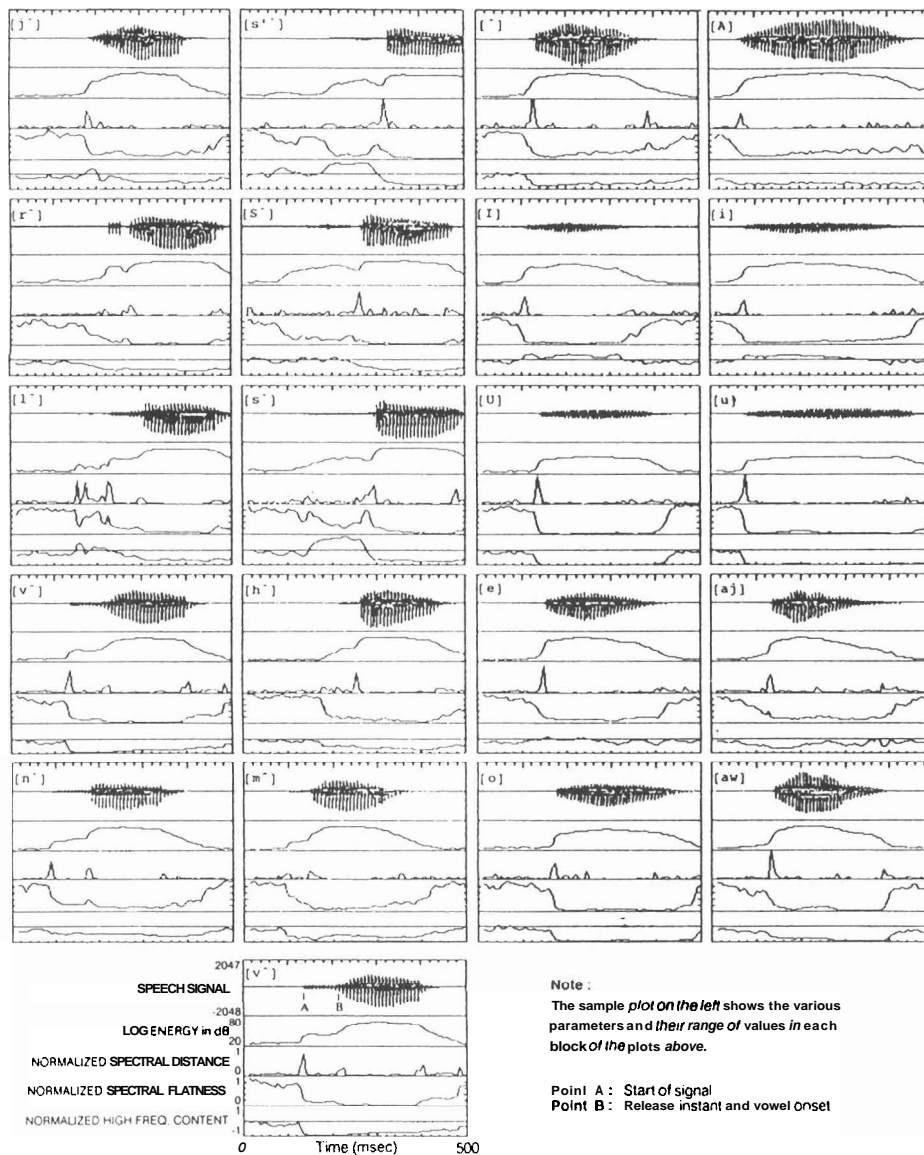 [j^]
[s'^]
[^]
[A]
[r^]
[S^]
[I]
[i]
[l^]
[s^]
[U]
[u}
[v^]
[h^]
[e]
[aj]
[n^]
[m^]
[o]
[aw]
2047
[v^]
SPEECH SIGNAL
A B
-2048
LOG ENERGY in dB
80
20
NORMALIZED SPECTRAL DISTANCE
1
0
NORMALIZED SPECTRAL FLATNESS
1
0
NORMALIZED HIGH FREQ. CONTENT
1
-1
0 Time (msec) 500
Note :
The sample plot on the left shows the various
parameters and their range of values in each
block of the plots above.
Point A : Start of signal
Point B : Release instant and vowel onset